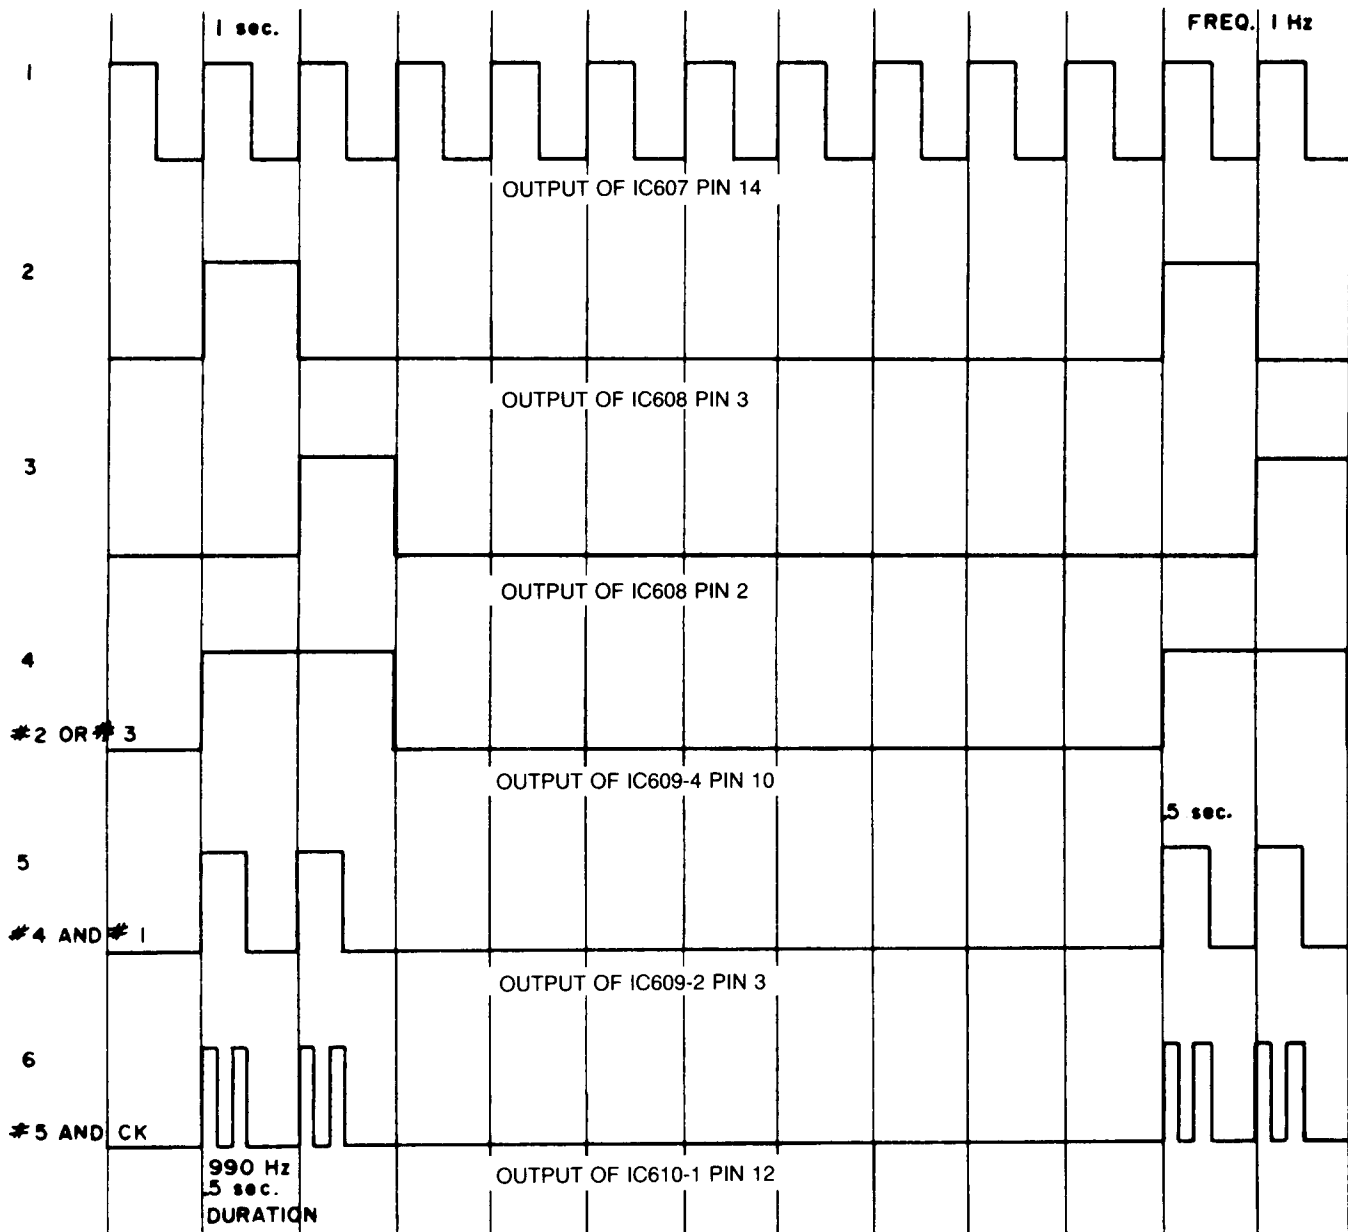 1 sec.
FREQ. 1 Hz
1
OUTPUT OF IC607 PIN 14
2
OUTPUT OF IC608 PIN 3
3
OUTPUT OF IC608 PIN 2
4
#2 OR #3
OUTPUT OF IC609-4 PIN 10
.5 sec.
5
#4 AND #1
OUTPUT OF IC609-2 PIN 3
6
#5 AND CK
990 Hz
.5 sec.
DURATION
OUTPUT OF IC610-1 PIN 12